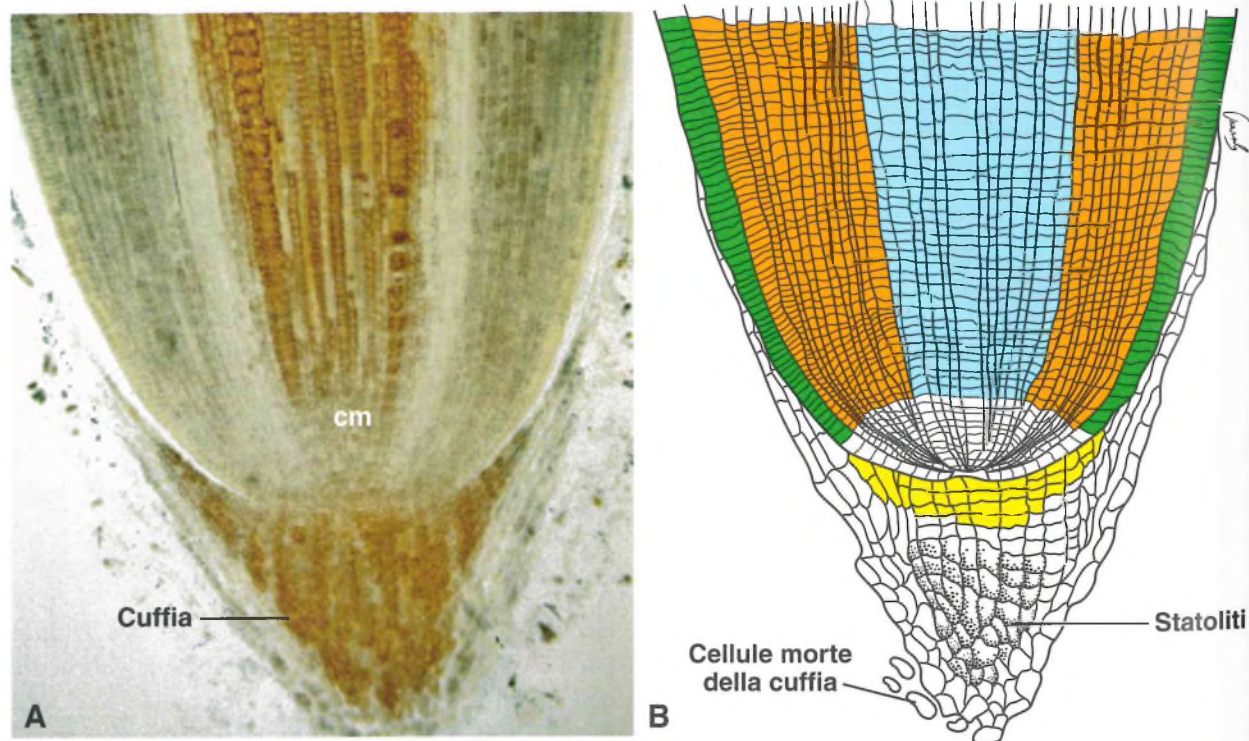 cm
Cuffia
A
Statoliti
Cellule morte
della cuffia
B